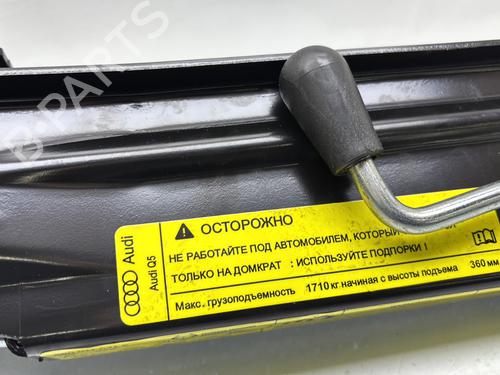 B-PARTS
Audi
Audi Q5
ОСТОРОЖНО
НЕ РАБОТАЙТЕ ПОД АВТОМОБИЛЕМ, КОТОРЫЙ
ТОЛЬКО НА ДОМКРАТ : ИСПОЛЬЗУЙТЕ ПОДПОРКИ !
Макс. грузоподъемность 1710 кг.начиная с высоты подъема 360 мм